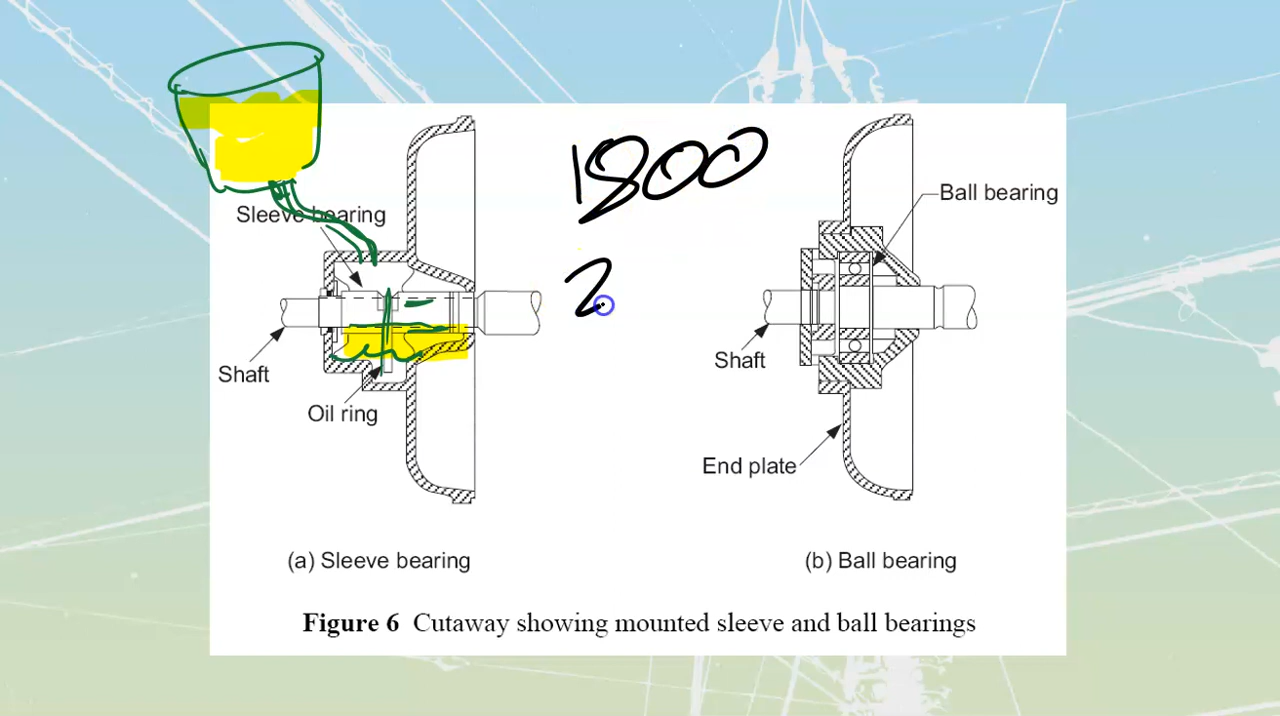 1800
2
Sleeve bearing
Ball bearing
Shaft
Oil ring
Shaft
End plate
(a) Sleeve bearing
(b) Ball bearing
Figure 6 Cutaway showing mounted sleeve and ball bearings